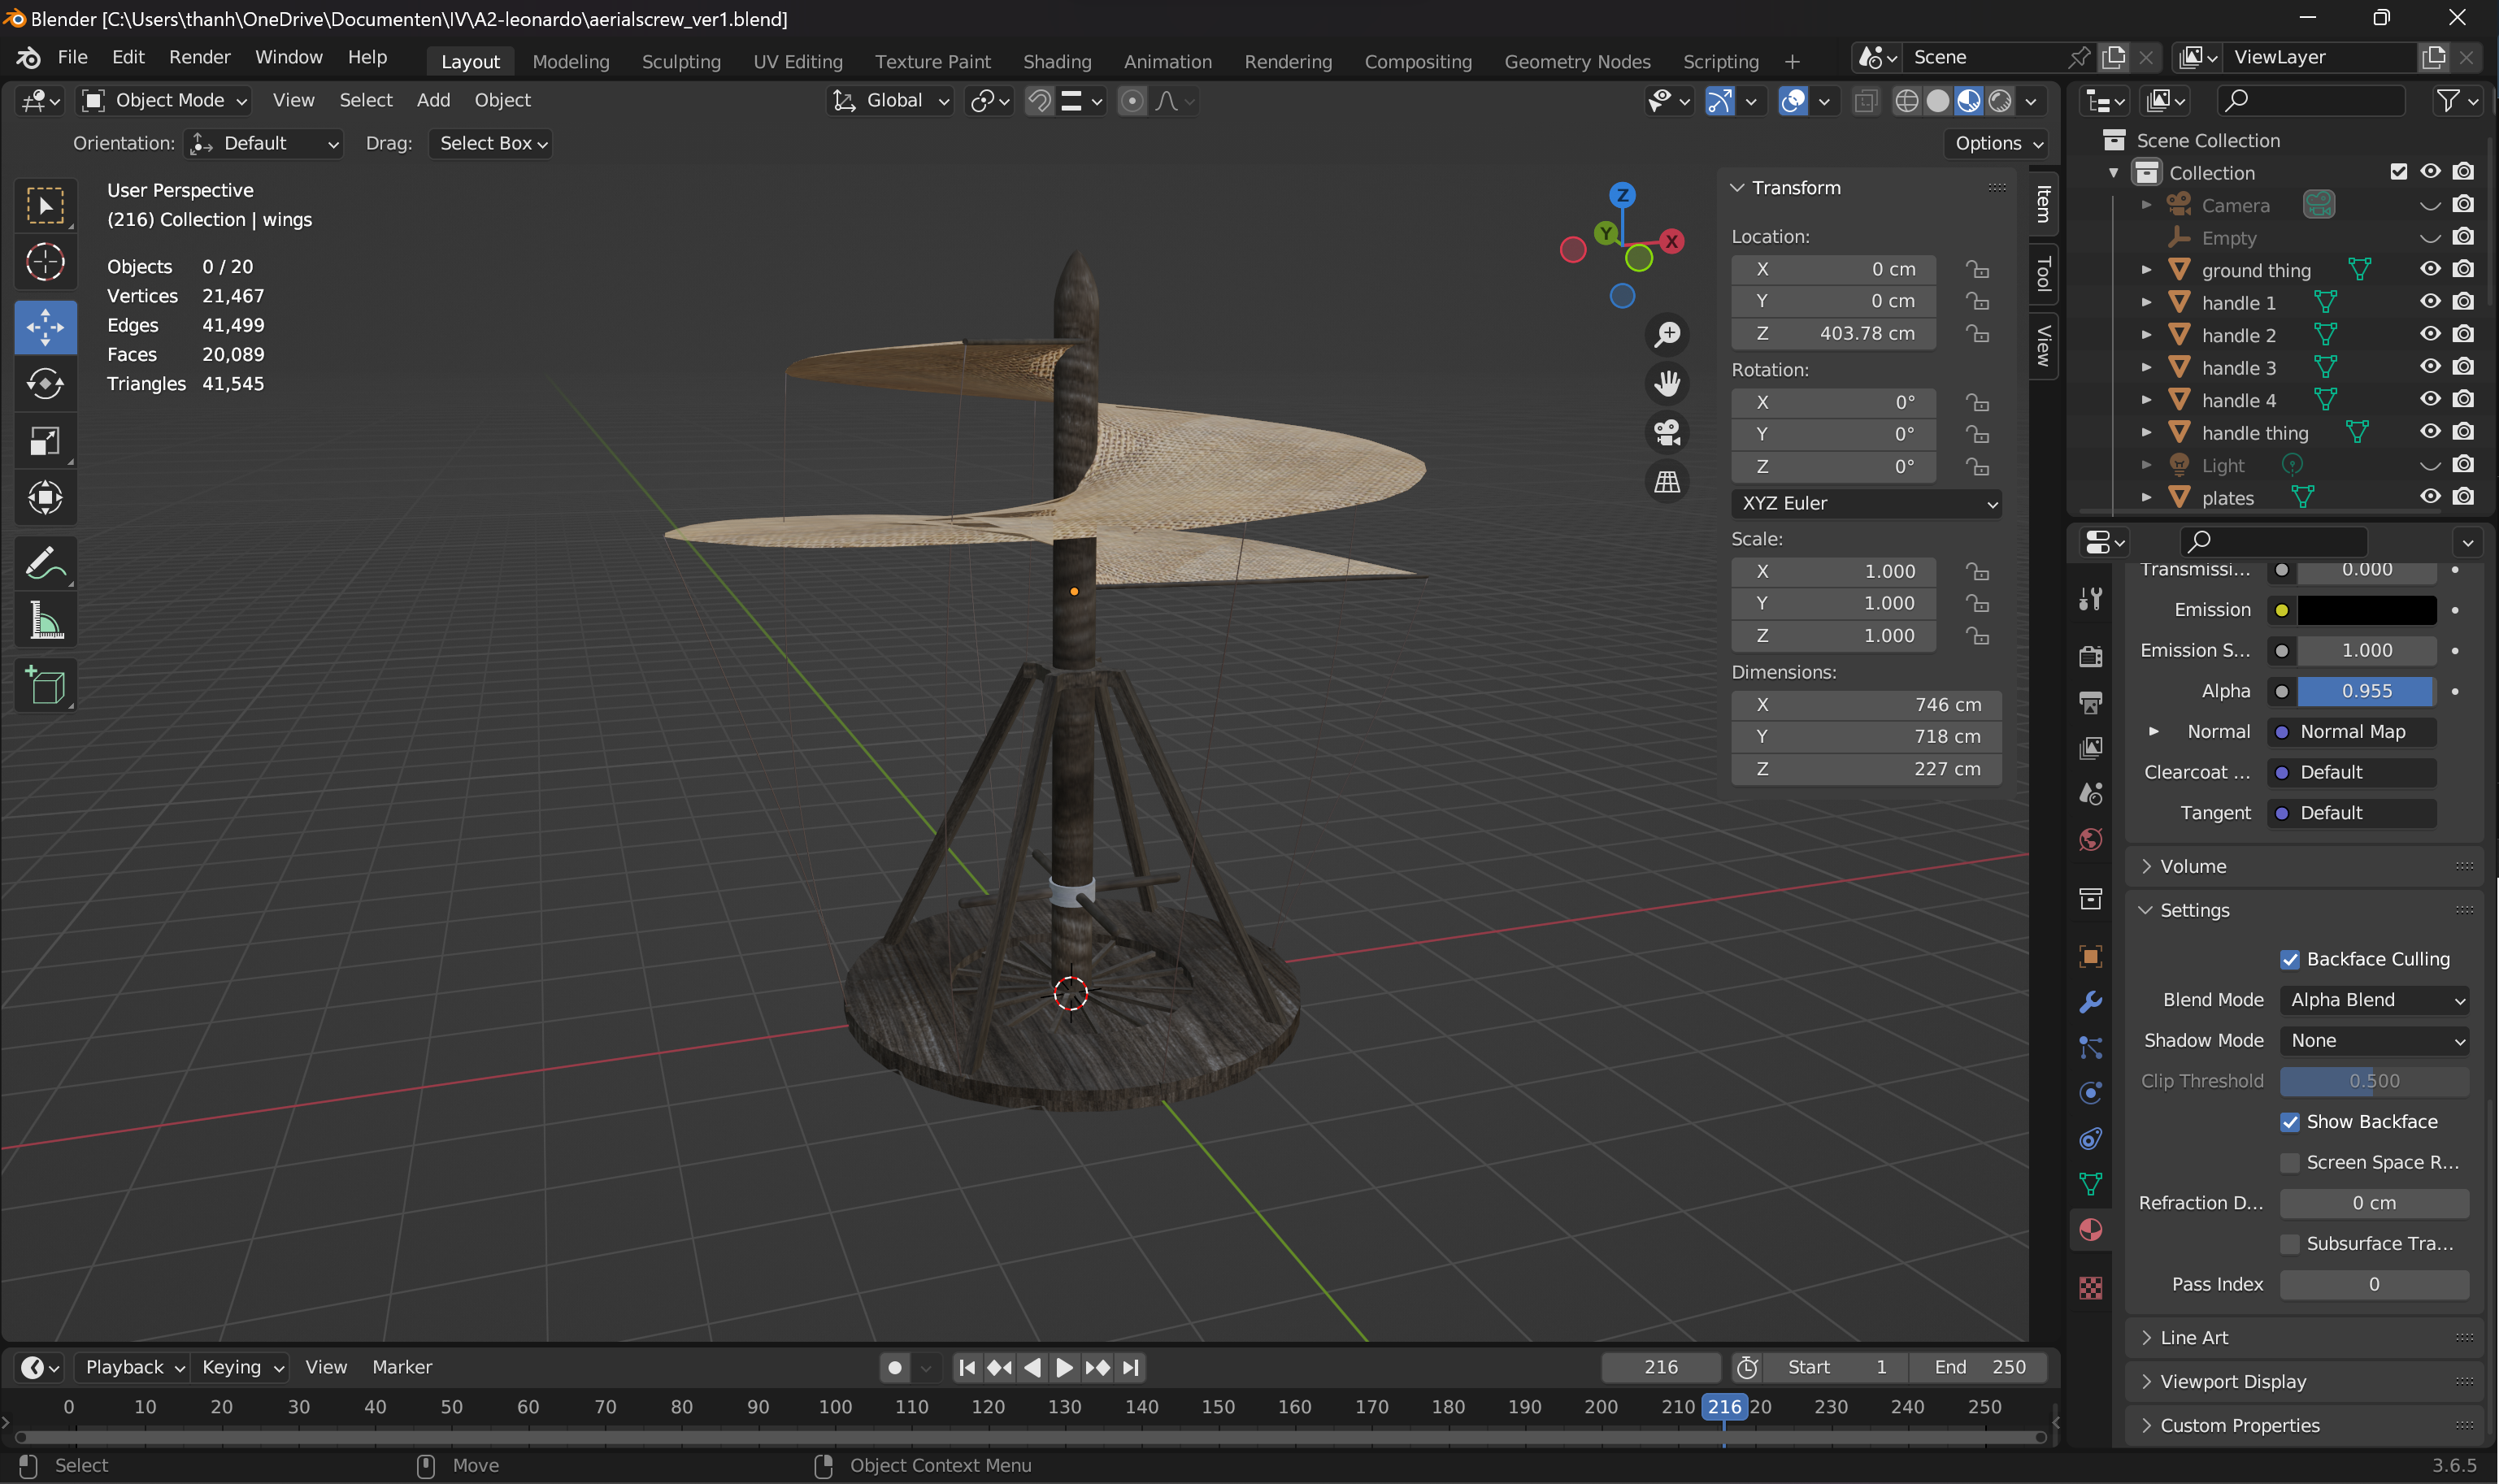 Blender [C:\Users\thanh\OneDrive\Documenten\IV\A2-leonardo\aerialscrew_ver1.blend]
File Edit Render Window Help Layout Modeling Sculpting UV Editing Texture Paint Shading Animation Rendering Compositing Geometry Nodes Scripting + Scene ViewLayer
Object Mode View Select Add Object Global
Orientation: Default Drag: Select Box Options
User Perspective
(216) Collection | wings
Objects 0 / 20
Vertices 21,467
Edges 41,499
Faces 20,089
Triangles 41,545
Z
Y
X
Transform
Location:
X 0 cm
Y 0 cm
Z 403.78 cm
Rotation:
X 0°
Y 0°
Z 0°
XYZ Euler
Scale:
X 1.000
Y 1.000
Z 1.000
Dimensions:
X 746 cm
Y 718 cm
Z 227 cm
Item
Tool
View
Scene Collection
Collection
Camera
Empty
ground thing
handle 1
handle 2
handle 3
handle 4
handle thing
Light
plates
Transmissi... 0.000
Emission
Emission S... 1.000
Alpha 0.955
Normal Normal Map
Clearcoat ... Default
Tangent Default
Volume
Settings
Backface Culling
Blend Mode Alpha Blend
Shadow Mode None
Clip Threshold 0.500
Show Backface
Screen Space R...
Refraction D... 0 cm
Subsurface Tra...
Pass Index 0
Line Art
Viewport Display
Custom Properties
Playback Keying View Marker 216 Start 1 End 250
0 10 20 30 40 50 60 70 80 90 100 110 120 130 140 150 160 170 180 190 200 210 216 20 230 240 250
Select Move Object Context Menu 3.6.5